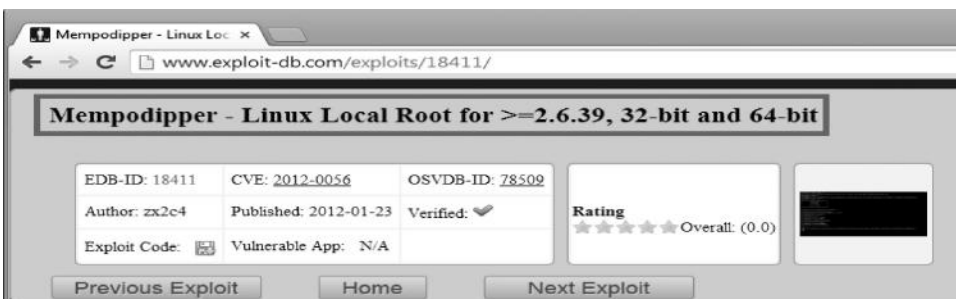 Mempodipper - Linux Loc
www.exploit-db.com/exploits/18411/
Mempodipper - Linux Local Root for >=2.6.39, 32-bit and 64-bit
EDB-ID: 18411 CVE: 2012-0056 OSVDB-ID: 78509
Author: zx2c4 Published: 2012-01-23 Verified:
Exploit Code: Vulnerable App: N/A
Rating
Overall: (0.0)
Previous Exploit Home Next Exploit